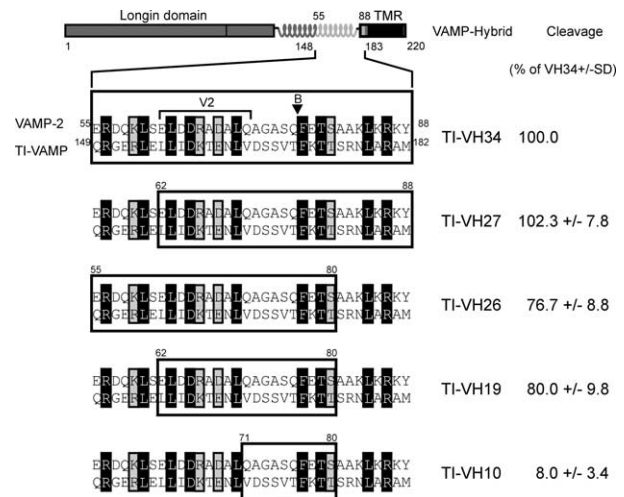 Longin domain 55 88 TMR VAMP-Hybrid Cleavage
1 148 183 220
(% of VH34+/-SD)
V2 B
VAMP-2 55 ERDQKLSELDDRADALQAGASQFETSAAKLKRKY 88
TI-VAMP 149 QRGERLELLIDKTENLVDSSVTFKTTSRNLARAM 182
TI-VH34 100.0
62 88
ERDQKLSELDDRADALQAGASQFETSAAKLKRKY
QRGERLELLIDKTENLVDSSVTFKTTSRNLARAM
TI-VH27 102.3 +/- 7.8
55 80
ERDQKLSELDDRADALQAGASQFETSAAKLKRKY
QRGERLELLIDKTENLVDSSVTFKTTSRNLARAM
TI-VH26 76.7 +/- 8.8
62 80
ERDQKLSELDDRADALQAGASQFETSAAKLKRKY
QRGERLELLIDKTENLVDSSVTFKTTSRNLARAM
TI-VH19 80.0 +/- 9.8
71 80
ERDQKLSELDDRADALQAGASQFETSAAKLKRKY
QRGERLELLIDKTENLVDSSVTFKTTSRNLARAM
TI-VH10 8.0 +/- 3.4